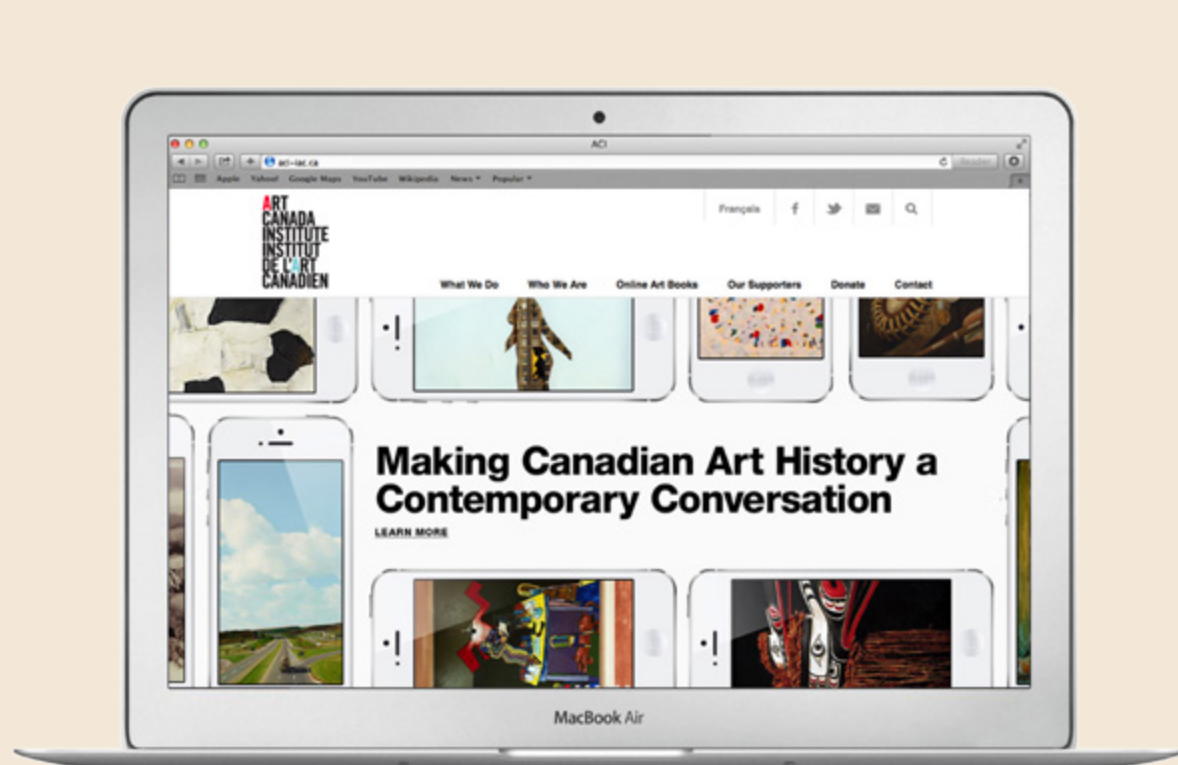 ACI
aci-iac.ca
Reader
Apple Yahoo! Google Maps YouTube Wikipedia News Popular
ART
CANADA
INSTITUTE
INSTITUT
DE L'ART
CANADIEN
Français
What We Do Who We Are Online Art Books Our Supporters Donate Contact
Making Canadian Art History a
Contemporary Conversation
LEARN MORE
MacBook Air